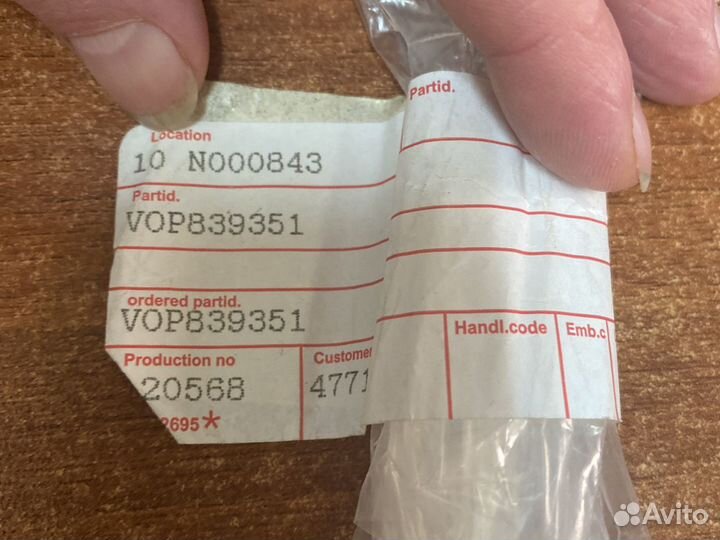 Location
10 N000843
Partid.
VOP839351
ordered partid.
VOP839351
Production no
20568
Customer
4771
2695*
Partid.
Handl.code
Emb.c
Avito